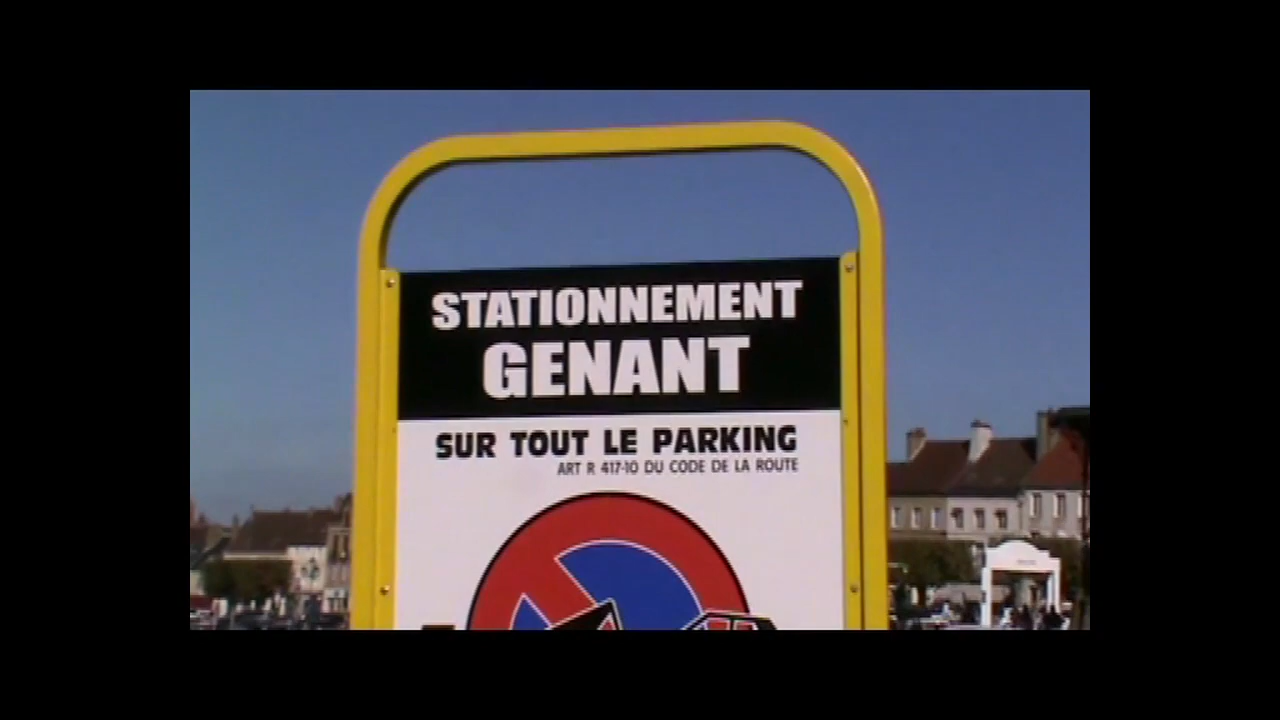 STATIONNEMENT
GENANT
SUR TOUT LE PARKING
ART R 417-10 DU CODE DE LA ROUTE